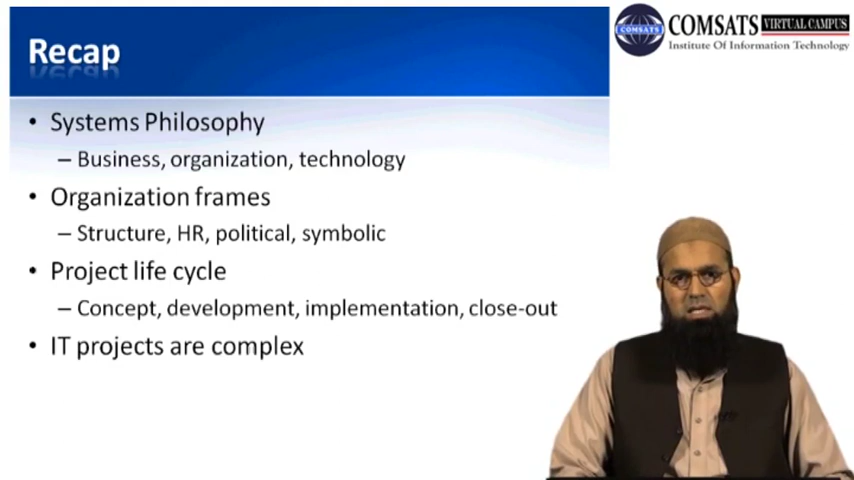 Recap
COMSATS VIRTUAL CAMPUS
COMSATS
Institute Of Information Technology
• Systems Philosophy
– Business, organization, technology
• Organization frames
– Structure, HR, political, symbolic
• Project life cycle
– Concept, development, implementation, close-out
• IT projects are complex